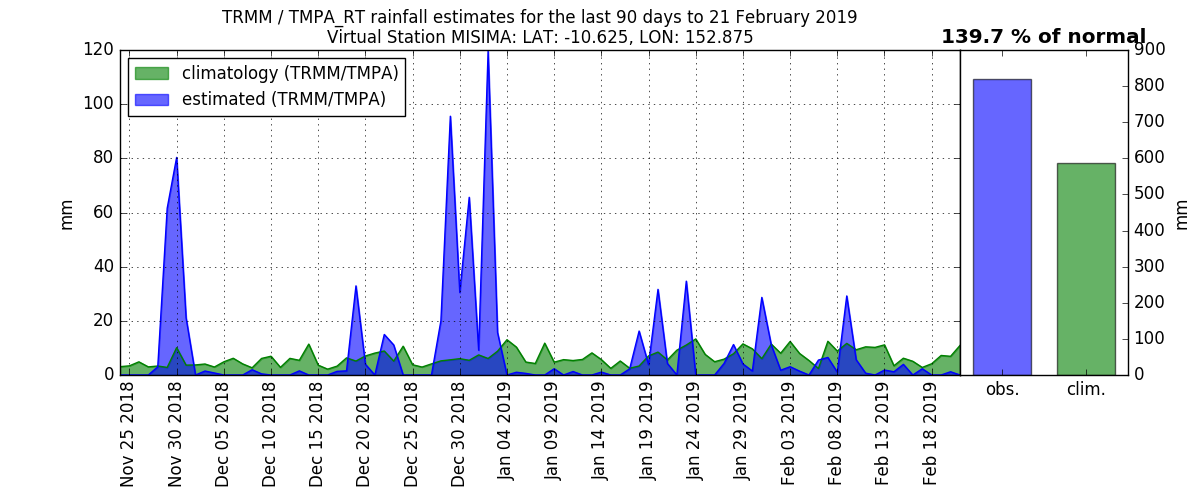 TRMM / TMPA_RT rainfall estimates for the last 90 days to 21 February 2019
Virtual Station MISIMA: LAT: -10.625, LON: 152.875
139.7 % of normal
climatology (TRMM/TMPA)
estimated (TRMM/TMPA)
120
100
80
60
40
20
0
mm
900
800
700
600
500
400
300
200
100
0
mm
Nov 25 2018
Nov 30 2018
Dec 05 2018
Dec 10 2018
Dec 15 2018
Dec 20 2018
Dec 25 2018
Dec 30 2018
Jan 04 2019
Jan 09 2019
Jan 14 2019
Jan 19 2019
Jan 24 2019
Jan 29 2019
Feb 03 2019
Feb 08 2019
Feb 13 2019
Feb 18 2019
obs.
clim.